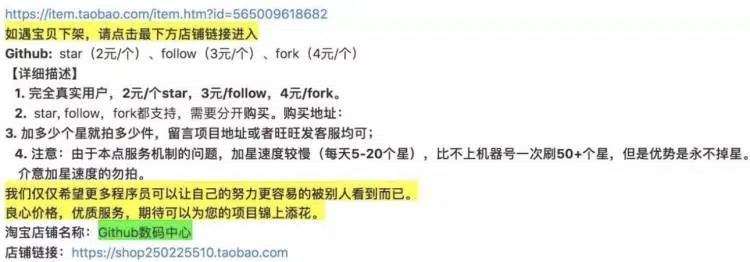 https://item.taobao.com/item.htm?id=565009618682
如遇宝贝下架，请点击最下方店铺链接进入
Github: star（2元/个）、follow（3元/个）、fork（4元/个）
【详细描述】
1. 完全真实用户，2元/个star，3元/follow，4元/fork。
2. star, follow，fork都支持，需要分开购买。购买地址：
3. 加多少个星就拍多少件，留言项目地址或者旺旺发客服均可；
4. 注意：由于本点服务机制的问题，加星速度较慢（每天5-20个星），比不上机器号一次刷50+个星，但是优势是永不掉星。
介意加星速度的勿拍。
我们仅仅希望更多程序员可以让自己的努力更容易的被别人看到而已。
良心价格，优质服务，期待可以为您的项目锦上添花。
淘宝店铺名称：Github数码中心
店铺链接：https://shop250225510.taobao.com